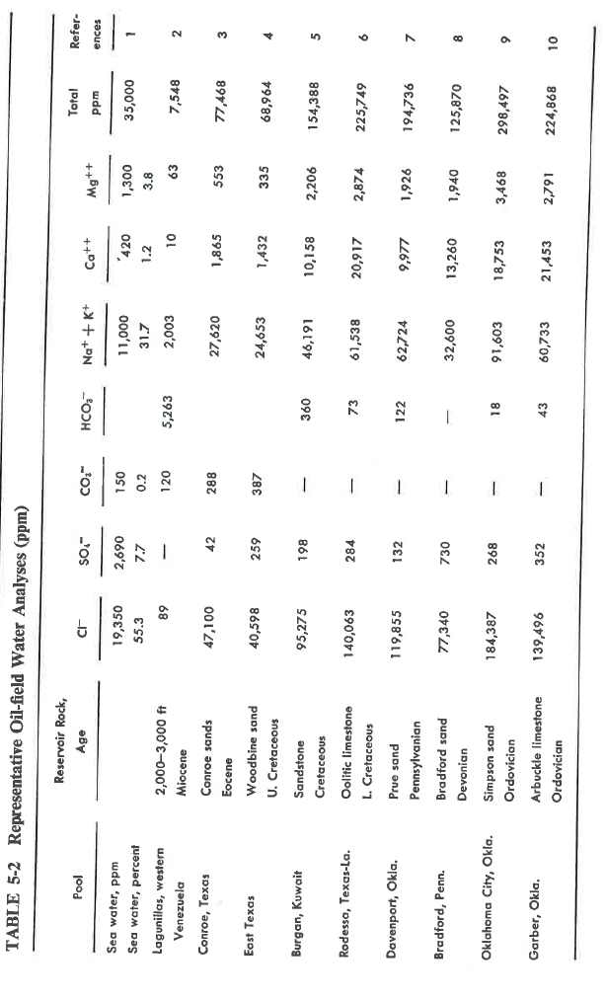 TABLE 5-2 Representative Oil-field Water Analyses (ppm)
Pool Reservoir Rock, Age Cl⁻ SO₄⁼ CO₃⁼ HCO₃⁻ Na⁺ + K⁺ Ca⁺⁺ Mg⁺⁺ Total ppm Refer-ences
Sea water, ppm 19,350 2,690 150 11,000 420 1,300 35,000 1
Sea water, percent 55.3 7.7 0.2 31.7 1.2 3.8
Lagunillas, western 2,000–3,000 ft 89 — 120 5,263 2,003 10 63 7,548 2
Venezuela Miocene
Conroe, Texas Conroe sands 47,100 42 288 27,620 1,865 553 77,468 3
Eocene
East Texas Woodbine sand 40,598 259 387 24,653 1,432 335 68,964 4
U. Cretaceous
Burgan, Kuwait Sandstone 95,275 198 — 360 46,191 10,158 2,206 154,388 5
Cretaceous
Rodessa, Texas-La. Oolitic limestone 140,063 284 — 73 61,538 20,917 2,874 225,749 6
L. Cretaceous
Davenport, Okla. Prue sand 119,855 132 — 122 62,724 9,977 1,926 194,736 7
Pennsylvanian
Bradford, Penn. Bradford sand 77,340 730 — — 32,600 13,260 1,940 125,870 8
Devonian
Oklahoma City, Okla. Simpson sand 184,387 268 — 18 91,603 18,753 3,468 298,497 9
Ordovician
Garber, Okla. Arbuckle limestone 139,496 352 — 43 60,733 21,453 2,791 224,868 10
Ordovician